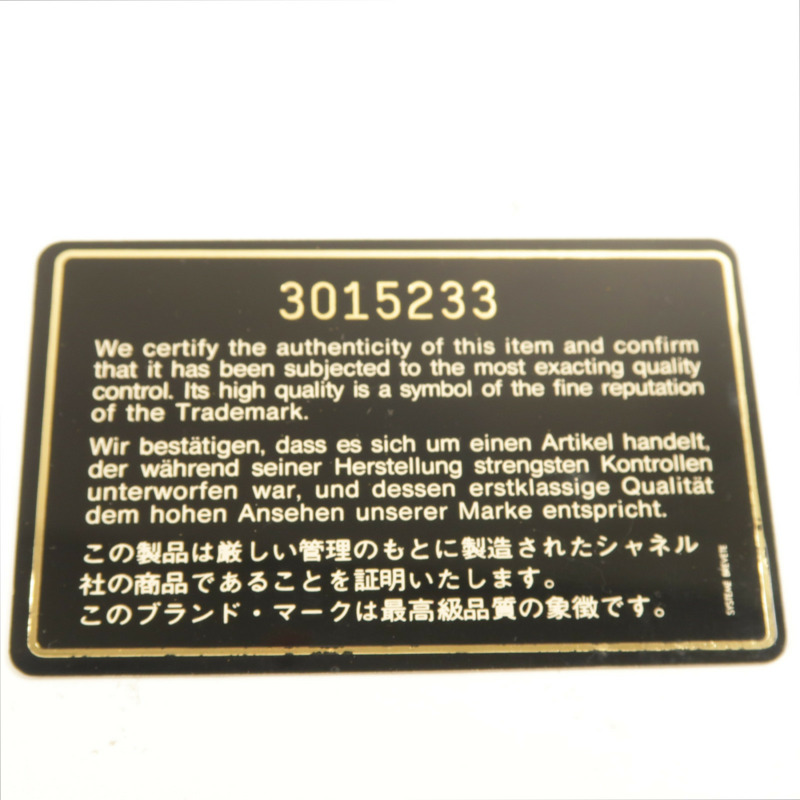 3015233
We certify the authenticity of this item and confirm
that it has been subjected to the most exacting quality
control. Its high quality is a symbol of the fine reputation
of the Trademark.
Wir bestätigen, dass es sich um einen Artikel handelt,
der während seiner Herstellung strengsten Kontrollen
unterworfen war, und dessen erstklassige Qualität
dem hohen Ansehen unserer Marke entspricht.
この製品は厳しい管理のもとに製造されたシャネル
社の商品であることを証明いたします。
このブランド・マークは最高級品質の象徴です。